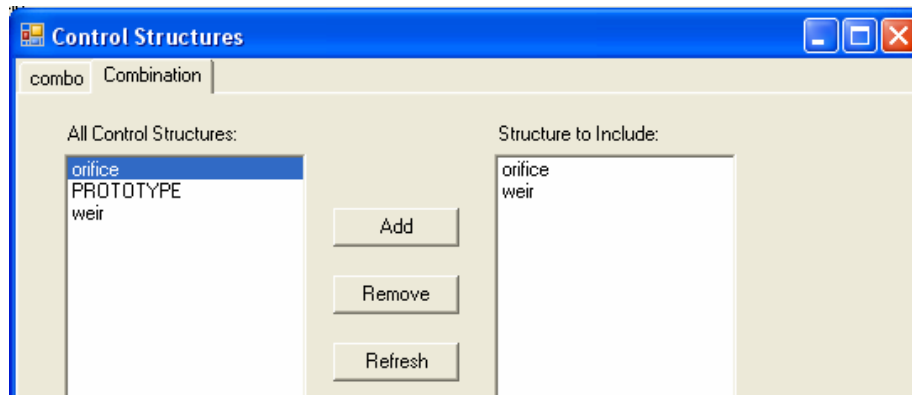 Control Structures
combo Combination
All Control Structures:
orifice
PROTOTYPE
weir
Add
Remove
Refresh
Structure to Include:
orifice
weir